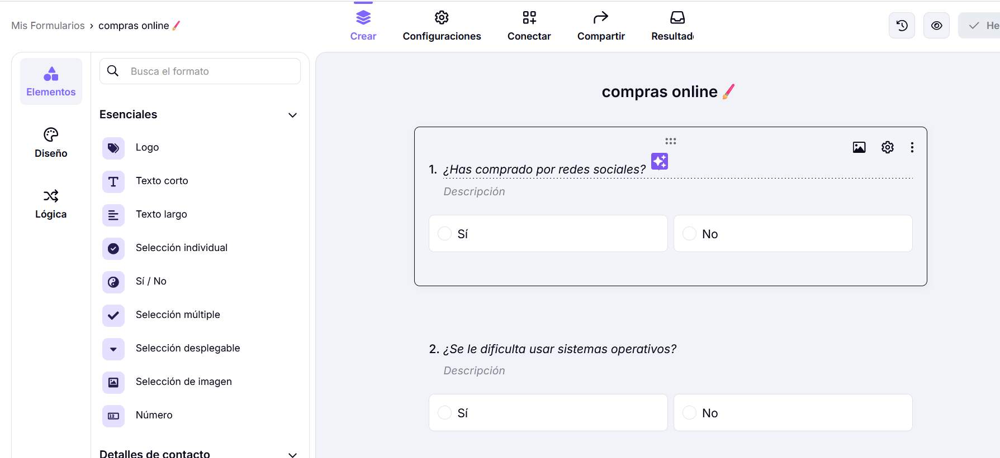 Mis Formularios › compras online
Crear
Configuraciones
Conectar
Compartir
Resultad
He
Elementos
Diseño
Lógica
Busca el formato
Esenciales
Logo
Texto corto
Texto largo
Selección individual
Sí / No
Selección múltiple
Selección desplegable
Selección de imagen
12
Número
Detalles de contacto
compras online
1. ¿Has comprado por redes sociales?
Descripción
Sí
No
2. ¿Se le dificulta usar sistemas operativos?
Descripción
Sí
No